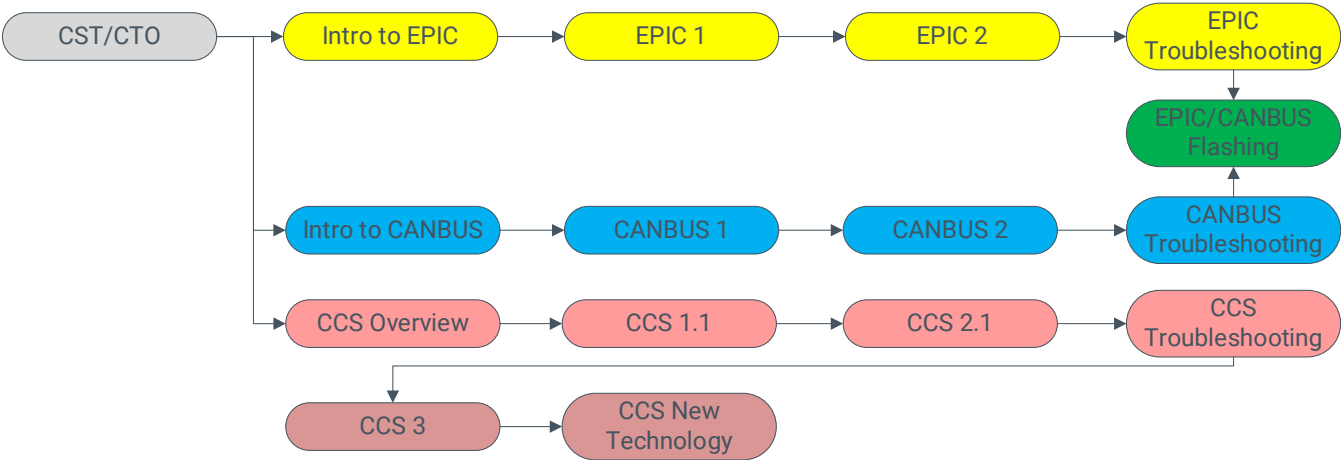 CST/CTO
Intro to EPIC
EPIC 1
EPIC 2
EPIC
Troubleshooting
EPIC/CANBUS
Flashing
Intro to CANBUS
CANBUS 1
CANBUS 2
CANBUS
Troubleshooting
CCS Overview
CCS 1.1
CCS 2.1
CCS
Troubleshooting
CCS 3
CCS New
Technology